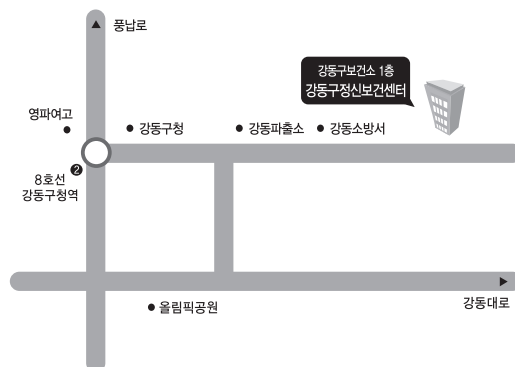 풍납로
강동구보건소 1층
강동구정신보건센터
영파여고
강동구청
강동파출소
강동소방서
2
8호선
강동구청역
올림픽공원
강동대로